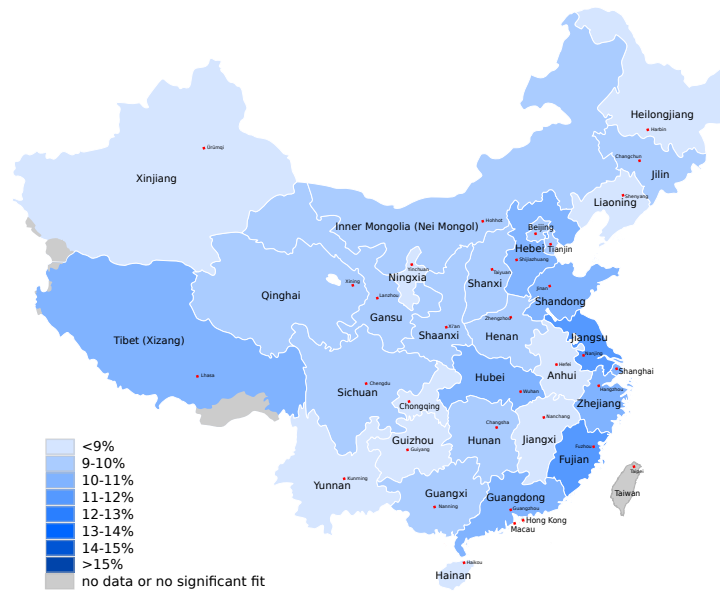 Heilongjiang
Harbin
Changchun
Jilin
Ürümqi
Xinjiang
Shenyang
Liaoning
Hohhot
Inner Mongolia (Nei Mongol)
Beijing
Hebei
Tianjin
Shijiazhuang
Yinchuan
Ningxia
Taiyuan
Shanxi
Xining
Qinghai
Lanzhou
Gansu
Jinan
Shandong
Zhengzhou
Xi'an
Shaanxi
Henan
Jiangsu
Tibet (Xizang)
Nanjing
Hefei
Anhui
Shanghai
Lhasa
Chengdu
Sichuan
Hubei
Wuhan
Hangzhou
Zhejiang
Chongqing
Changsha
Hunan
Nanchang
Jiangxi
Guizhou
Guiyang
Fuzhou
Fujian
Yunnan
Kunming
Guangxi
Nanning
Guangdong
Guangzhou
Taipei
Taiwan
Hong Kong
Macau
Haikou
Hainan
<9%
9-10%
10-11%
11-12%
12-13%
13-14%
14-15%
>15%
no data or no significant fit